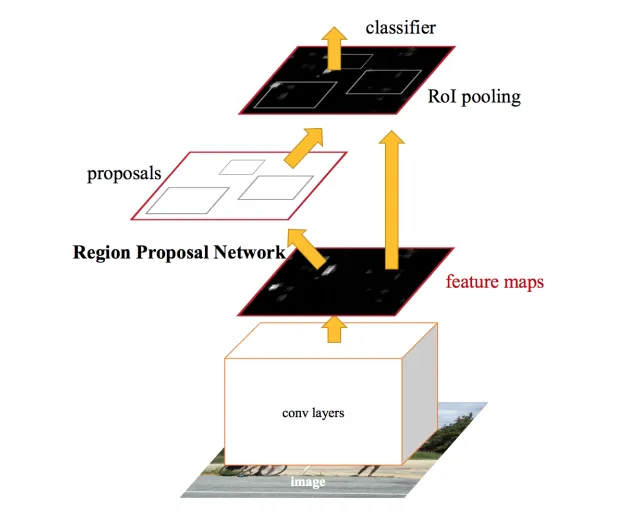 classifier
RoI pooling
proposals
Region Proposal Network
feature maps
conv layers
image